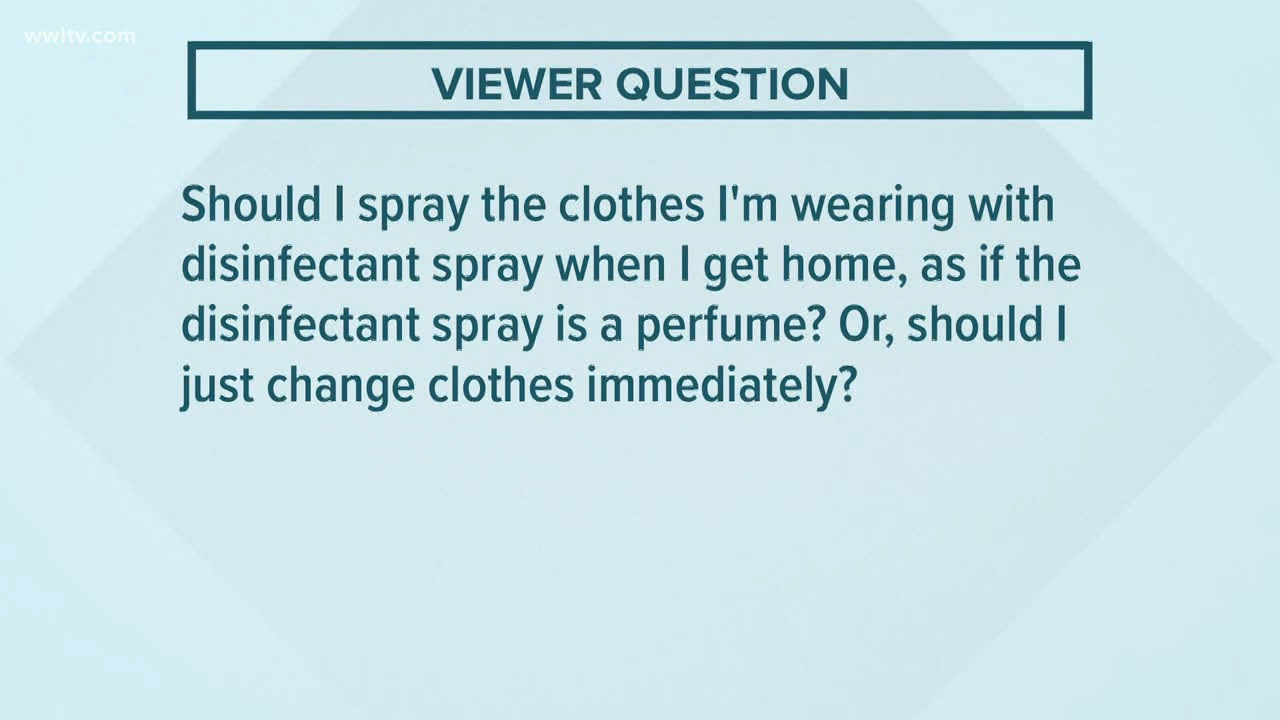 wwltv.com
VIEWER QUESTION
Should I spray the clothes I'm wearing with
disinfectant spray when I get home, as if the
disinfectant spray is a perfume? Or, should I
just change clothes immediately?